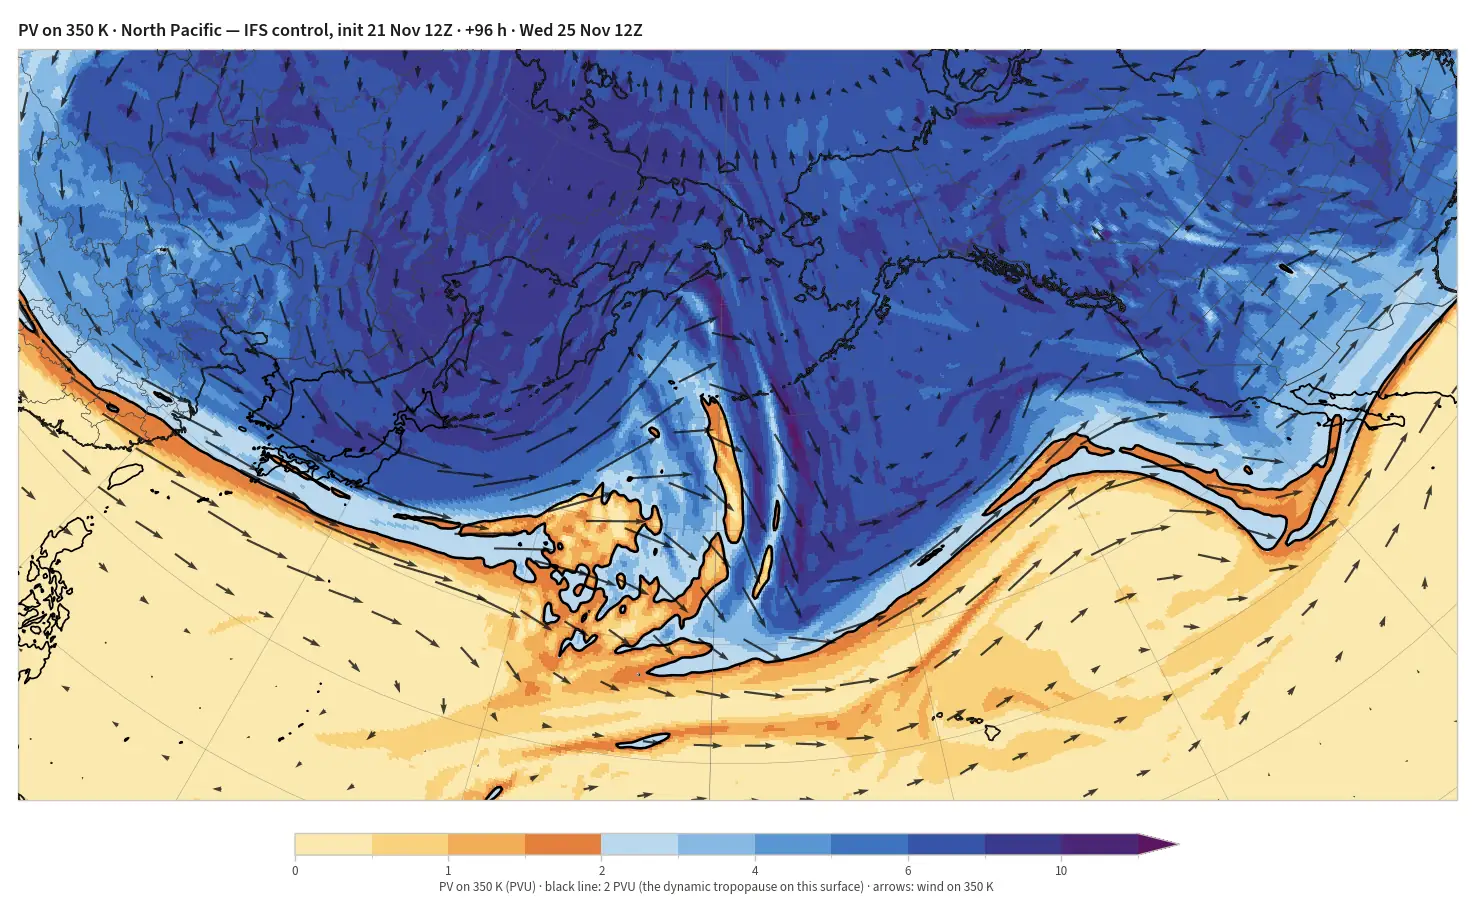 PV on 350 K · North Pacific — IFS control, init 21 Nov 12Z · +96 h · Wed 25 Nov 12Z
0 1 2 4 6 10
PV on 350 K (PVU) · black line: 2 PVU (the dynamic tropopause on this surface) · arrows: wind on 350 K